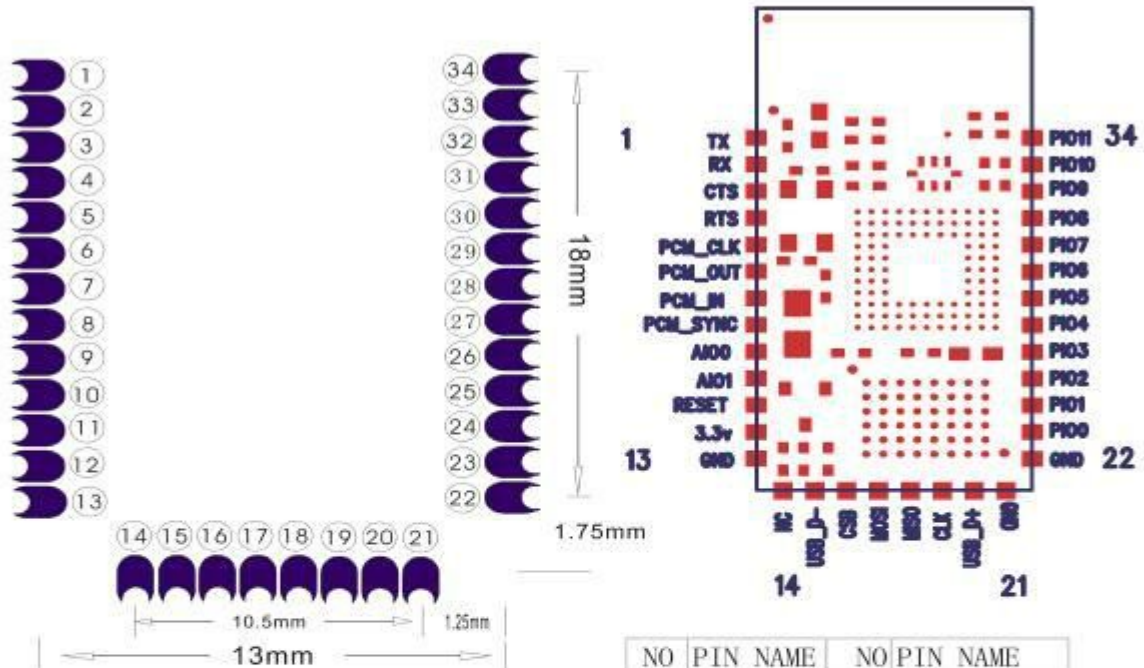 1
2
3
4
5
6
7
8
9
10
11
12
13
34
33
32
31
30
29
28
27
26
25
24
23
22
14 15 16 17 18 19 20 21
18mm
1.75mm
10.5mm
1.25mm
13mm
1
13
TX
RX
CTS
RTS
PCM_CLK
PCM_OUT
PCM_IN
PCM_SYNC
AIO0
AIO1
RESET
3.3v
GND
PIO11
PIO10
PIO9
PIO8
PIO7
PIO6
PIO5
PIO4
PIO3
PIO2
PIO1
PIO0
GND
34
22
NC
USB_D-
CSB
MOSI
MISO
CLK
USB_D+
GND
14
21
NO PIN NAME NO PIN NAME